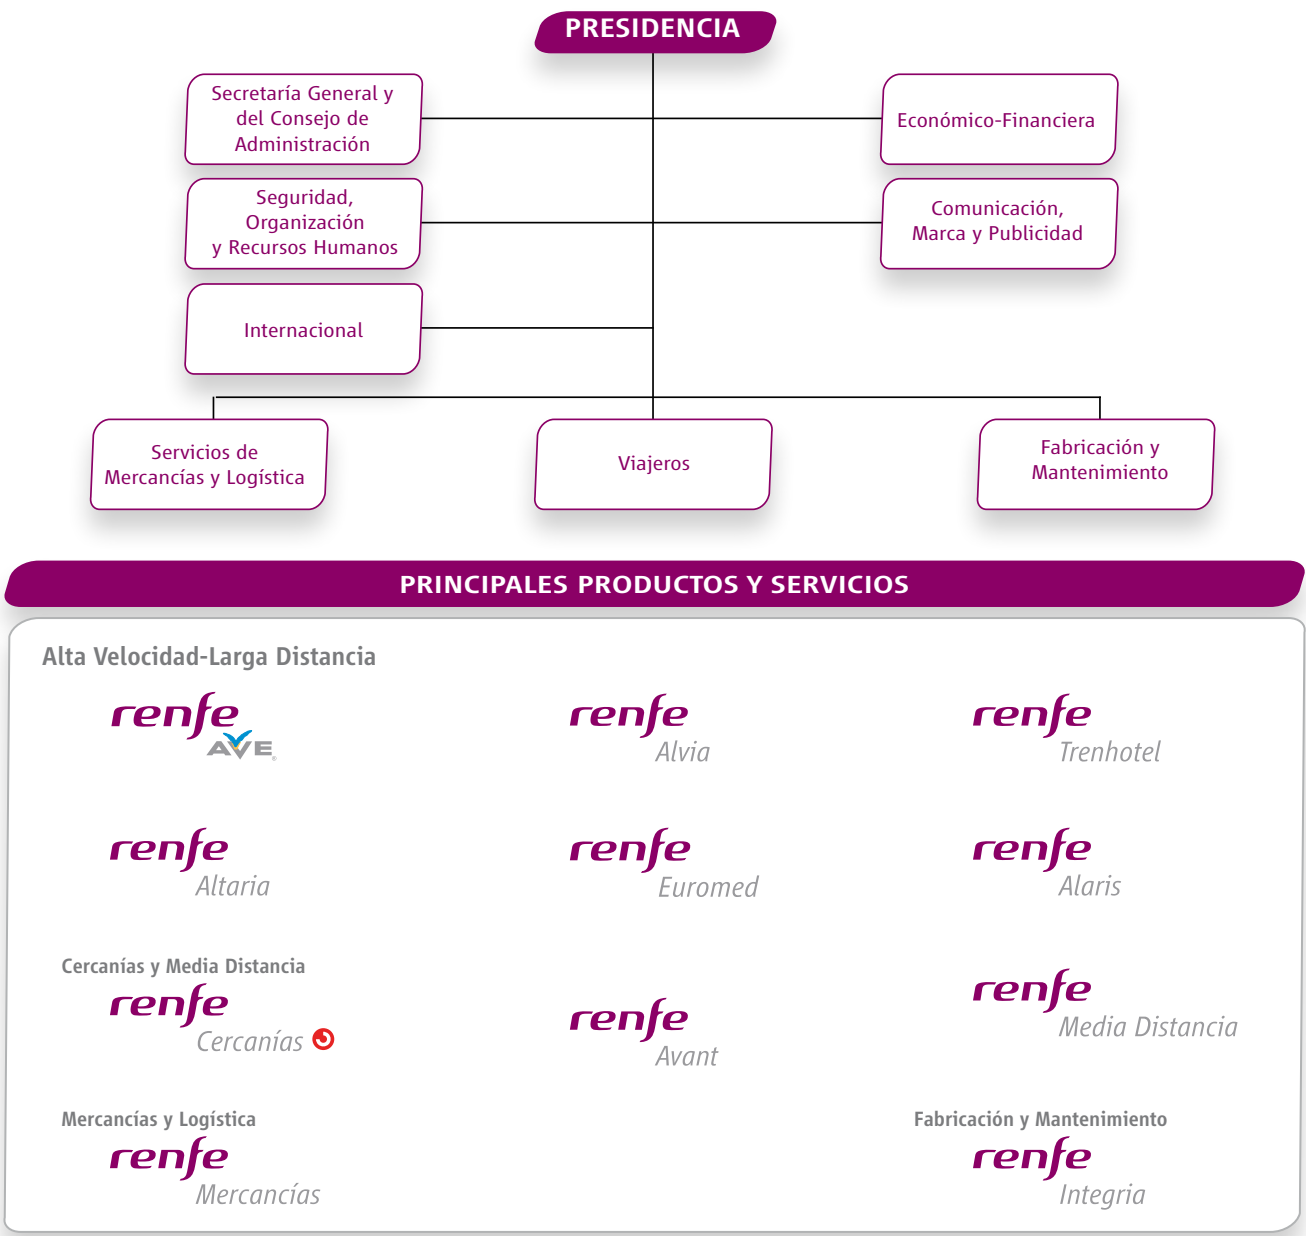 PRESIDENCIA
Secretaría General y
del Consejo de
Administración
Económico-Financiera
Seguridad,
Organización
y Recursos Humanos
Comunicación,
Marca y Publicidad
Internacional
Servicios de
Mercancías y Logística
Viajeros
Fabricación y
Mantenimiento
PRINCIPALES PRODUCTOS Y SERVICIOS
Alta Velocidad-Larga Distancia
renfe
AVE®
renfe
Alvia
renfe
Trenhotel
renfe
Altaria
renfe
Euromed
renfe
Alaris
Cercanías y Media Distancia
renfe
Cercanías
renfe
Avant
renfe
Media Distancia
Mercancías y Logística
renfe
Mercancías
Fabricación y Mantenimiento
renfe
Integria